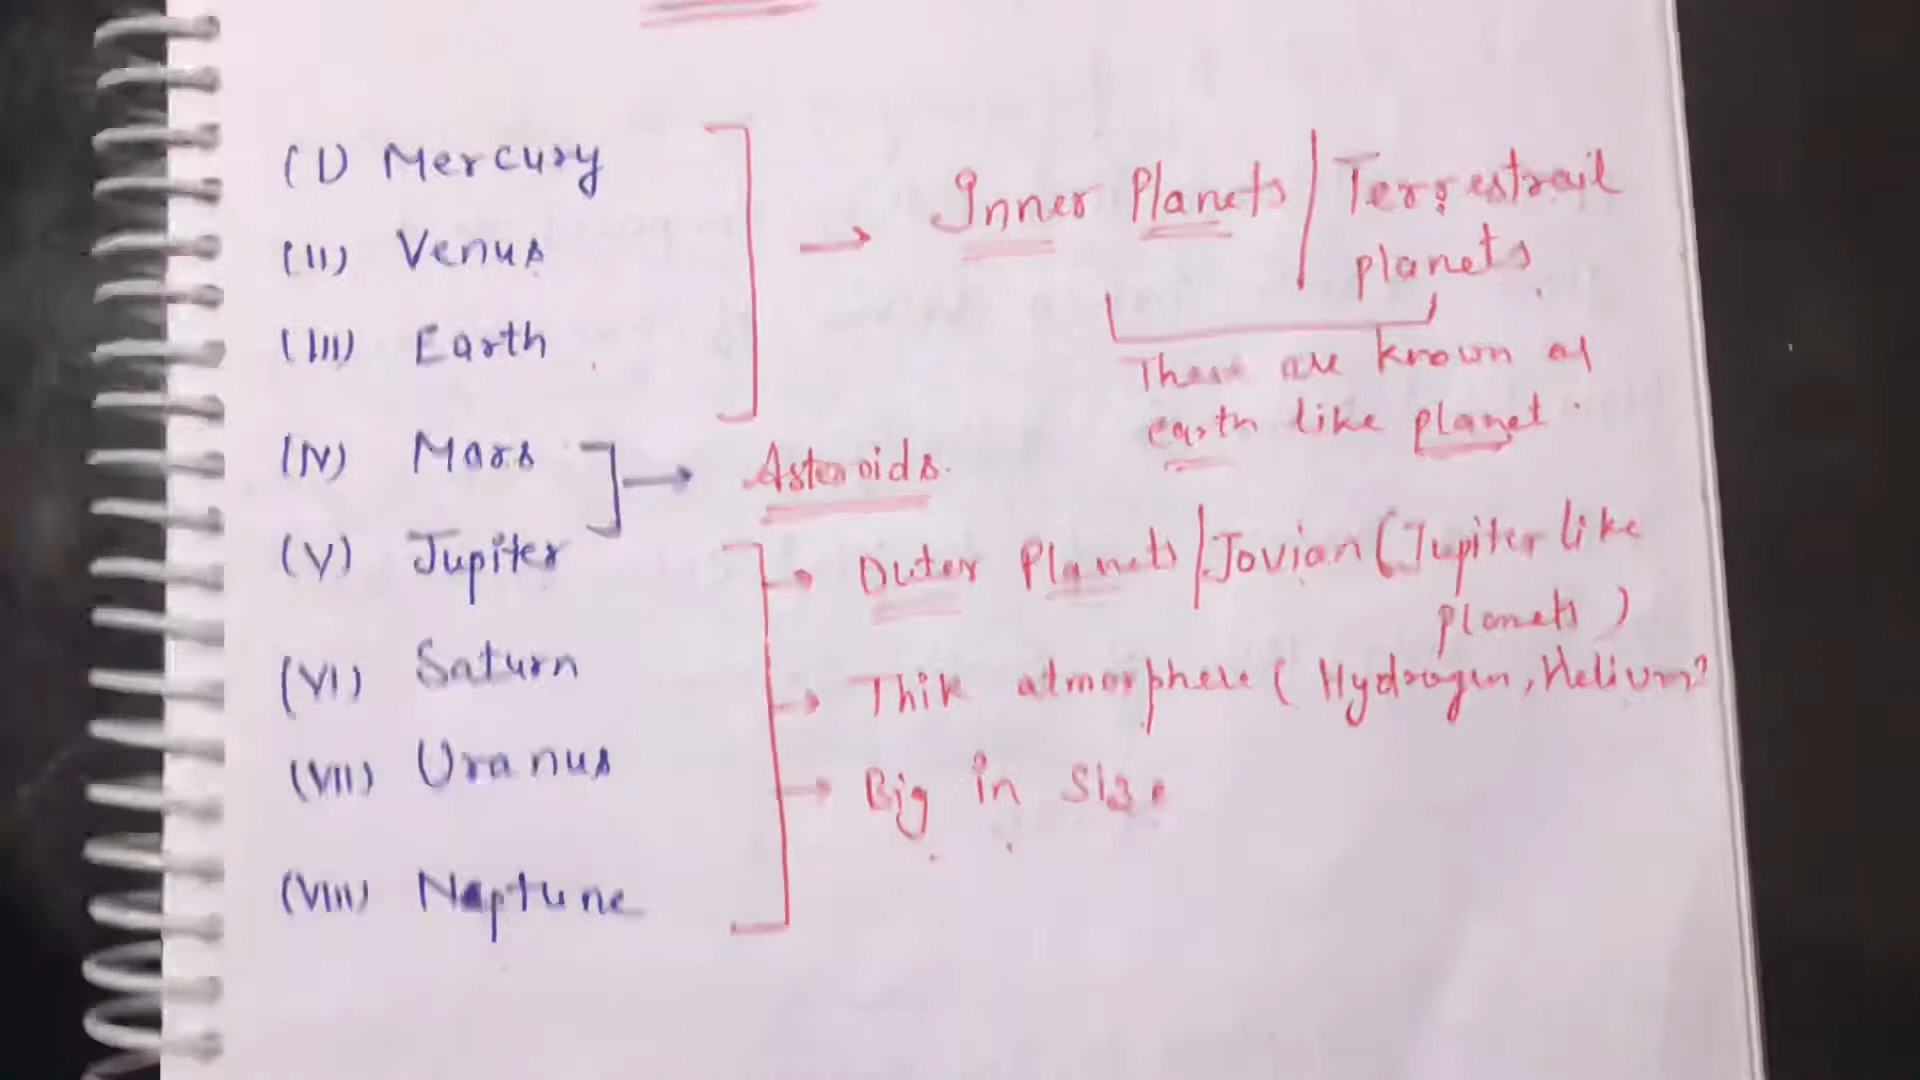 (I) Mercury
(II) Venus
(III) Earth
(IV) Mars
(V) Jupiter
(VI) Saturn
(VII) Uranus
(VIII) Neptune
→ Inner Planets / Terrestrail
planets.
These are known as
earth like planet.
→ Asteroids.
→ Outer Planets / Jovian (Jupiter like
planets)
→ Thik atmosphere (Hydrogen, Helium)
→ Big in Size